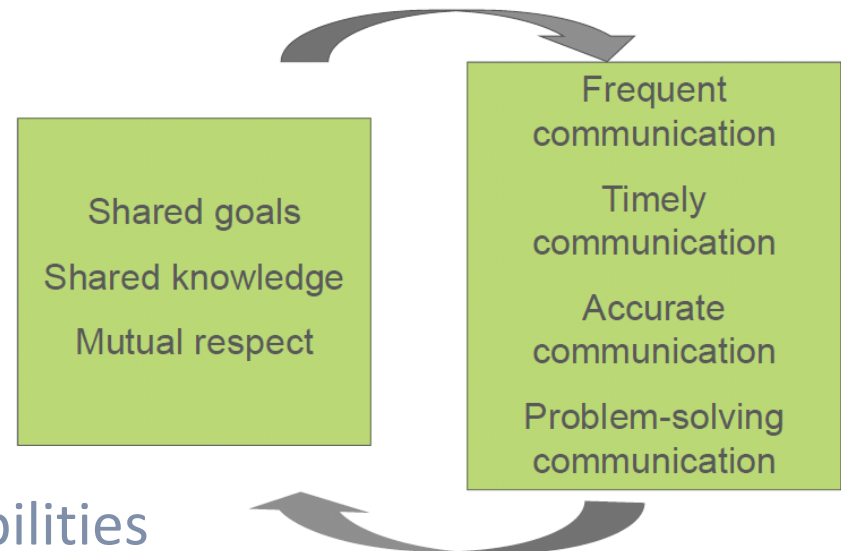 Shared goals
Shared knowledge
Mutual respect
Frequent
communication
Timely
communication
Accurate
communication
Problem-solving
communication